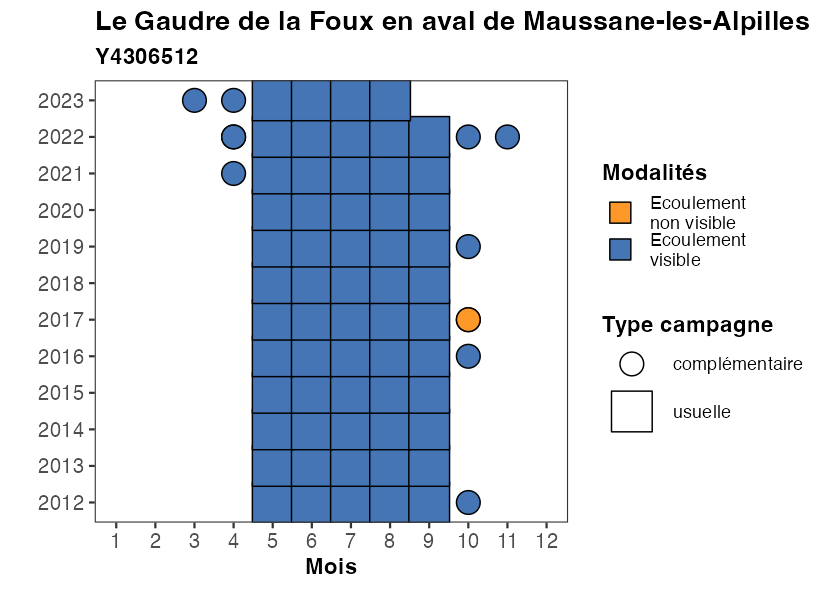 Le Gaudre de la Foux en aval de Maussane-les-Alpilles
Y4306512
2023
2022
2021
2020
2019
2018
2017
2016
2015
2014
2013
2012
1 2 3 4 5 6 7 8 9 10 11 12
Mois
Modalités
Ecoulement
non visible
Ecoulement
visible
Type campagne
complémentaire
usuelle